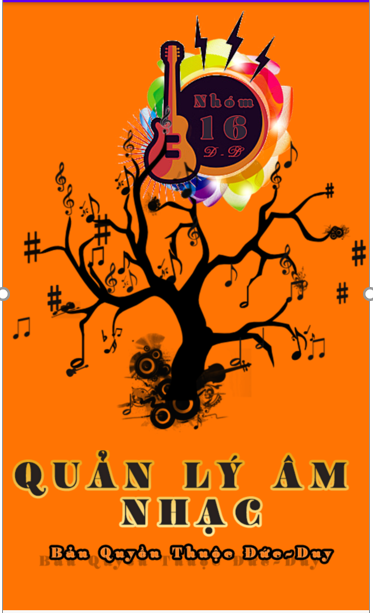 Nhóm
16
D-B
QUẢN LÝ ÂM
NHẠC
Bản Quyền Thuộc Đức-Duy